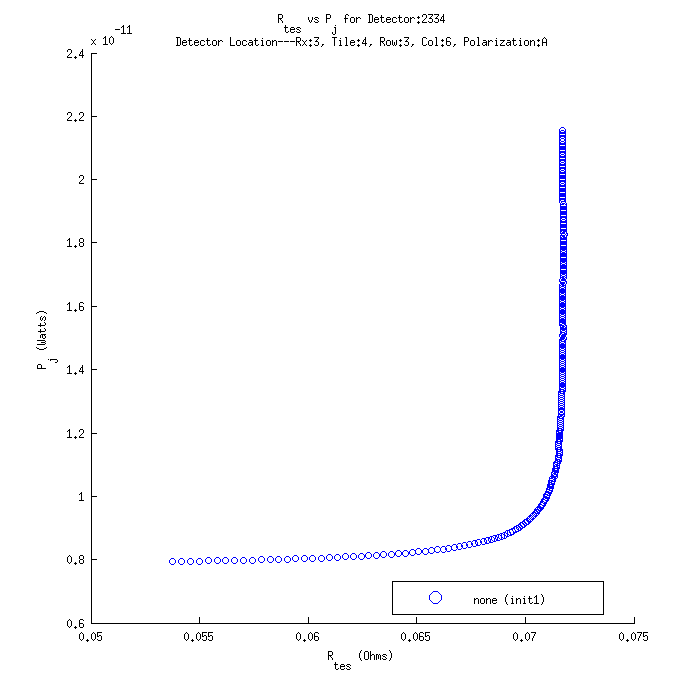 R_tes vs P_j for Detector:2334
Detector Location---Rx:3, Tile:4, Row:3, Col:6, Polarization:A
x 10^-11
2.4
2.2
2
1.8
1.6
1.4
1.2
1
0.8
0.6
P_j (Watts)
none (init1)
0.05 0.055 0.06 0.065 0.07 0.075
R_tes (Ohms)